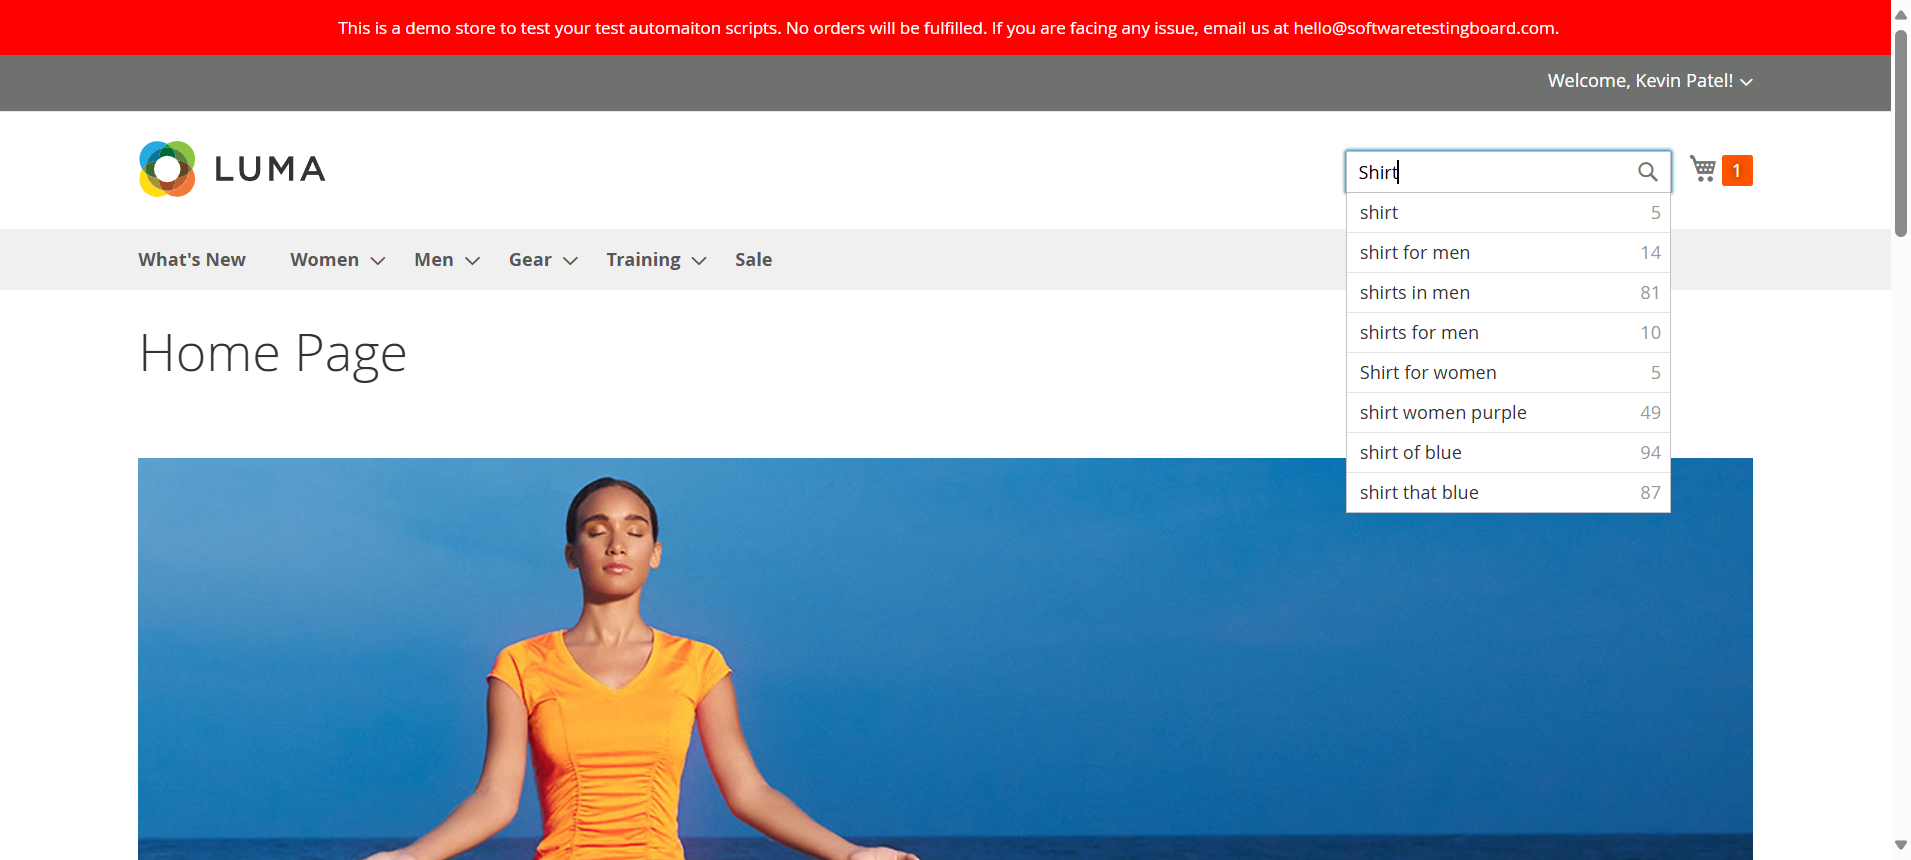 This is a demo store to test your test automaiton scripts. No orders will be fulfilled. If you are facing any issue, email us at hello@softwaretestingboard.com.
Welcome, Kevin Patel!
LUMA
Shirt
1
shirt 5
shirt for men 14
shirts in men 81
shirts for men 10
Shirt for women 5
shirt women purple 49
shirt of blue 94
shirt that blue 87
What's New Women Men Gear Training Sale
Home Page